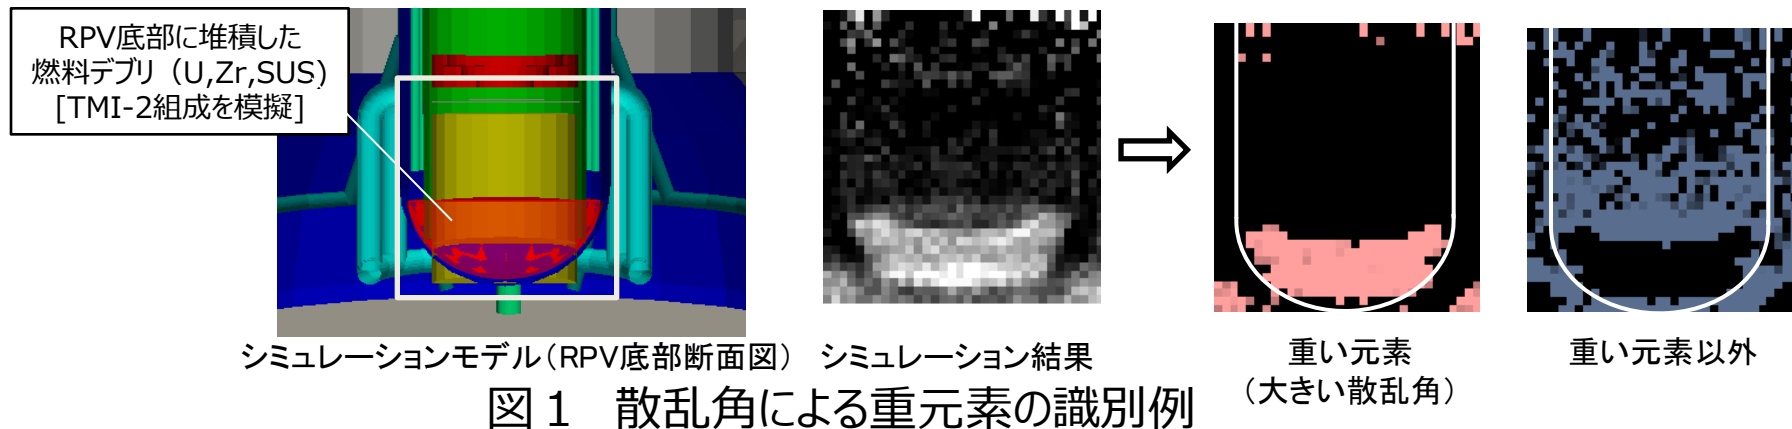 RPV底部に堆積した
燃料デブリ（U,Zr,SUS)
[TMI-2組成を模擬]
シミュレーションモデル（RPV底部断面図）
シミュレーション結果
重い元素
（大きい散乱角）
重い元素以外
図１　散乱角による重元素の識別例